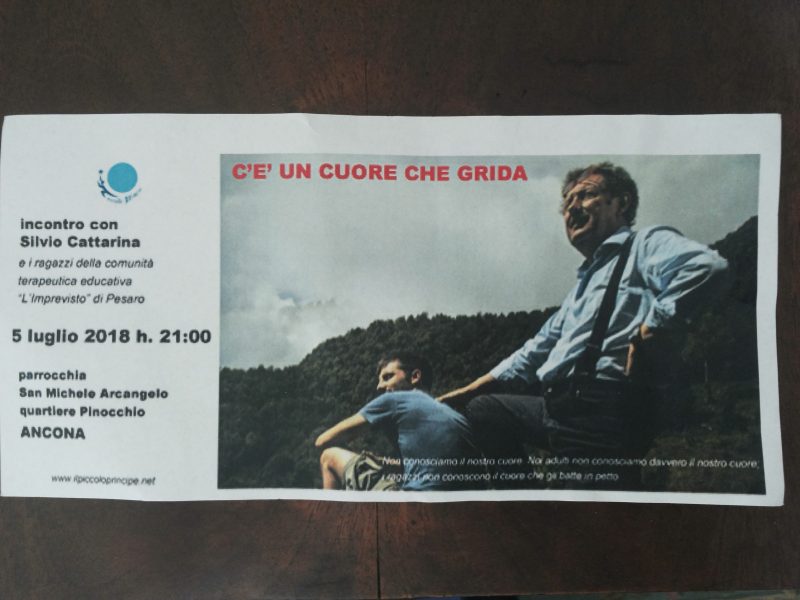 C'E' UN CUORE CHE GRIDA
incontro con
Silvio Cattarina
e i ragazzi della comunità
terapeutica educativa
"L'Imprevisto" di Pesaro
5 luglio 2018 h. 21:00
parrocchia
San Michele Arcangelo
quartiere Pinocchio
ANCONA
www.ilpiccoloprincipe.net
Non conosciamo il nostro cuore. Noi adulti non conosciamo davvero il nostro cuore,
i ragazzi non conoscono il cuore che gli batte in petto